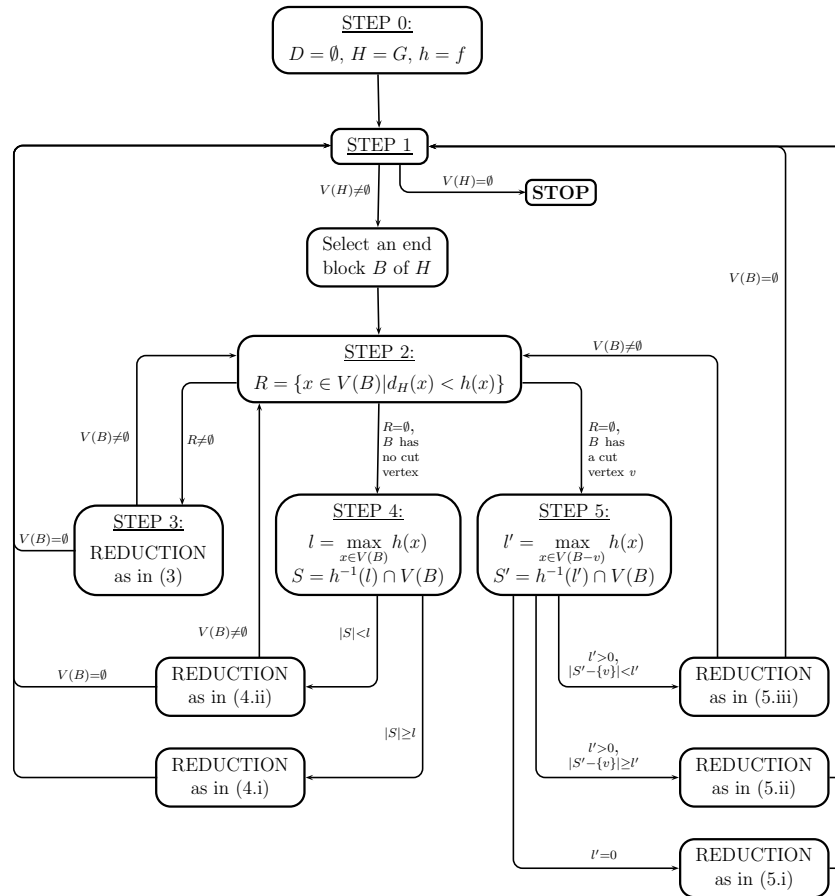 STEP 0:
D = ∅, H = G, h = f
STEP 1
V(H)≠∅
V(H)=∅
STOP
Select an end
block B of H
V(B)=∅
STEP 2:
R = {x ∈ V(B)|d_H(x) < h(x)}
V(B)≠∅
V(B)≠∅
R≠∅
R=∅,
B has
no cut
vertex
R=∅,
B has
a cut
vertex v
STEP 3:
REDUCTION
as in (3)
V(B)=∅
STEP 4:
l = max h(x)
x∈V(B)
S = h⁻¹(l) ∩ V(B)
STEP 5:
l′ = max h(x)
x∈V(B−v)
S′ = h⁻¹(l′) ∩ V(B)
V(B)≠∅
|S|<l
V(B)=∅
REDUCTION
as in (4.ii)
l′>0,
|S′−{v}|<l′
REDUCTION
as in (5.iii)
|S|≥l
REDUCTION
as in (4.i)
l′>0,
|S′−{v}|≥l′
REDUCTION
as in (5.ii)
l′=0
REDUCTION
as in (5.i)